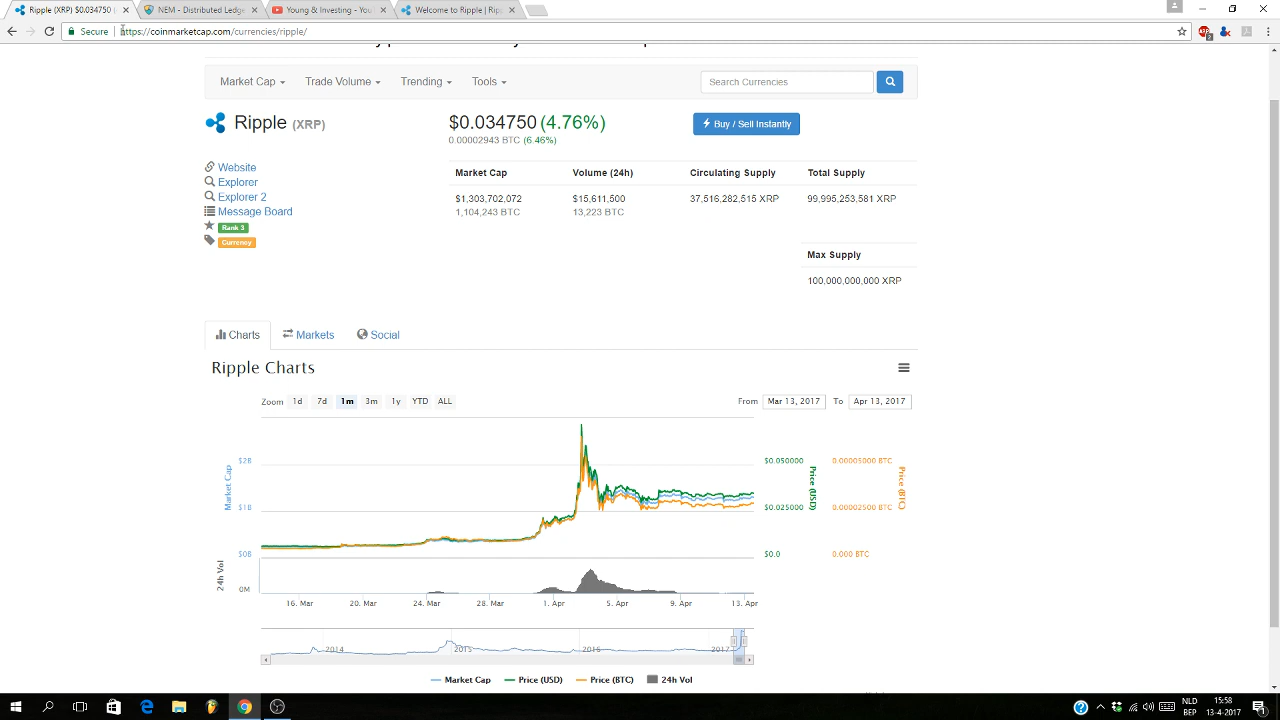 Ripple (XRP) $0.034750
NEM - Distributed Ledg
Young & Investing - You
Welcome to Ripple | Rip
Secure
https://coinmarketcap.com/currencies/ripple/
Market Cap
Trade Volume
Trending
Tools
Search Currencies
Ripple (XRP)
$0.034750 (4.76%)
0.00002943 BTC (6.46%)
Buy / Sell Instantly
Website
Explorer
Explorer 2
Message Board
Rank 3
Currency
Market Cap
Volume (24h)
Circulating Supply
Total Supply
$1,303,702,072
$15,611,500
37,516,282,515 XRP
99,995,253,581 XRP
1,104,243 BTC
13,223 BTC
Max Supply
100,000,000,000 XRP
Charts
Markets
Social
Ripple Charts
Zoom 1d 7d 1m 3m 1y YTD ALL
From Mar 13, 2017 To Apr 13, 2017
$2B
$1B
$0B
Market Cap
$0.050000
$0.025000
$0.0
Price (USD)
0.00005000 BTC
0.00002500 BTC
0.000 BTC
Price (BTC)
24h Vol
0M
16. Mar 20. Mar 24. Mar 28. Mar 1. Apr 5. Apr 9. Apr 13. Apr
2014 2015 2016 2017
Market Cap
Price (USD)
Price (BTC)
24h Vol
NLD
BEP
15:58
13-4-2017